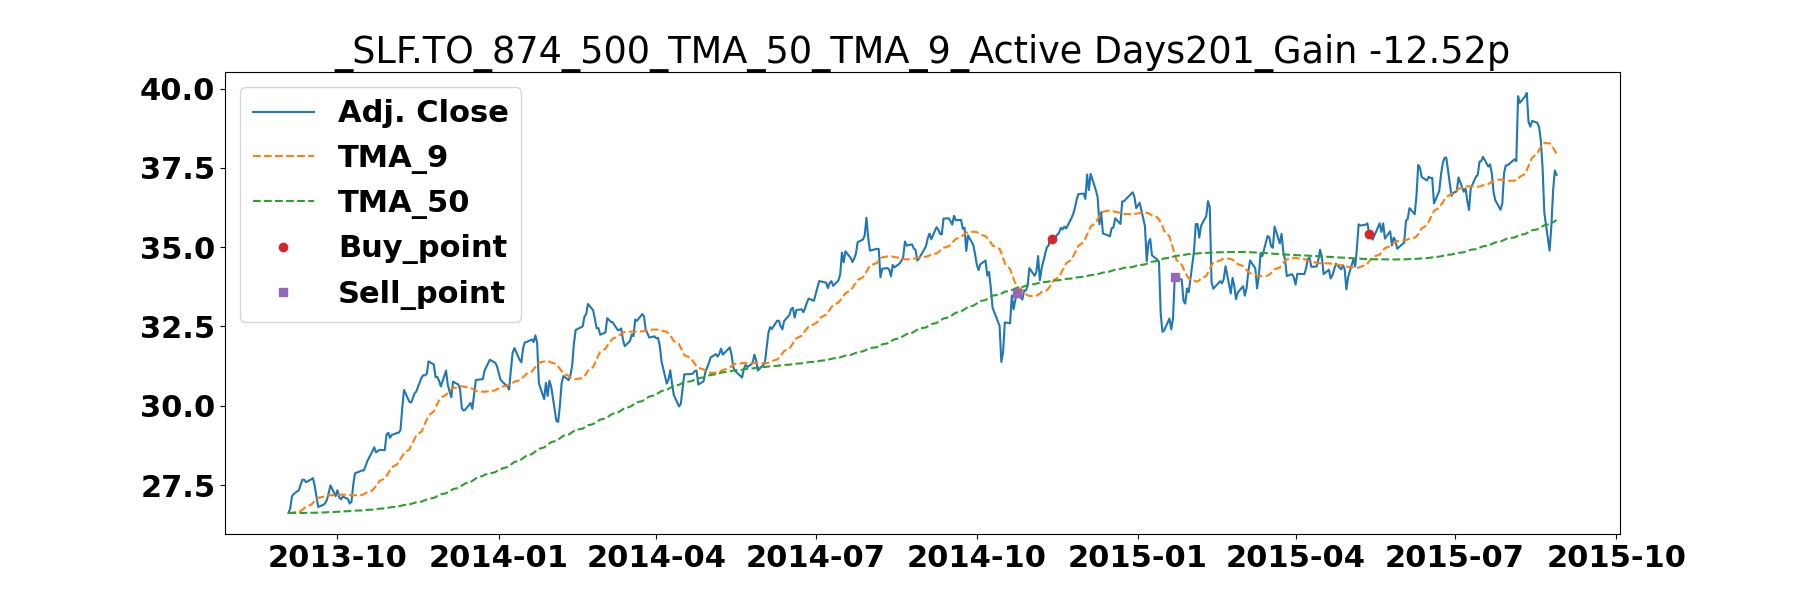 _SLF.TO_874_500_TMA_50_TMA_9_Active Days201_Gain -12.52p
40.0
37.5
35.0
32.5
30.0
27.5
Adj. Close
TMA_9
TMA_50
Buy_point
Sell_point
2013-10 2014-01 2014-04 2014-07 2014-10 2015-01 2015-04 2015-07 2015-10